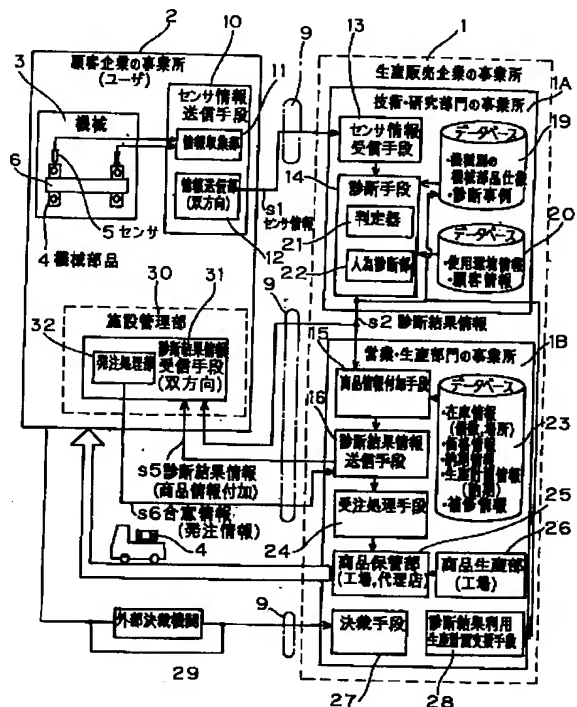 2
10
9
顧客企業の事業所
(ユーザ)
3
機械
6
5 センサ
4 機械部品
センサ情報
送信手段
11
情報収集部
情報送信部
(双方向)
s1
センサ情報
12
30
31
施設管理部
32
発注処理部
診断結果情報
受信手段
(双方向)
9
s5 診断結果情報
(商品情報付加)
s6 合意情報
(発注情報)
4
外部決裁機関
29
9
13
1
生産販売企業の事業所
1A
技術・研究部門の事業所
センサ情報
受信手段
14
診断手段
21
判定器
22
人為診断部
データベース
19
・機械別の
機械部品仕様
・診断事例
データベース
20
・使用環境情報
・顧客情報
s2 診断結果情報
1B
営業・生産部門の事業所
15
商品情報付加手段
16
診断結果情報
送信手段
データベース
・在庫情報
(個数,場所)
・価格情報
・納期情報
・生産計画情報
(納期)
・補修情報
23
24
受注処理手段
25
商品保管部
(工場,代理店)
26
商品生産部
(工場)
決裁手段
27
診断結果利用
生産計画支援手段
28